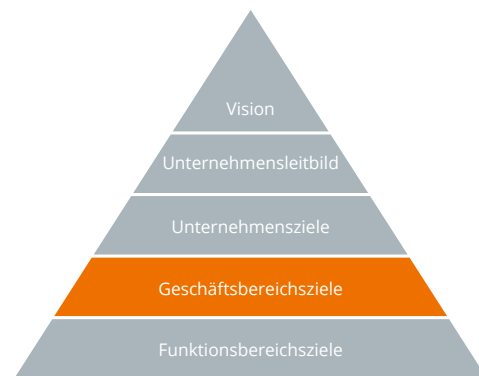 Vision
Unternehmensleitbild
Unternehmensziele
Geschäftsbereichsziele
Funktionsbereichsziele